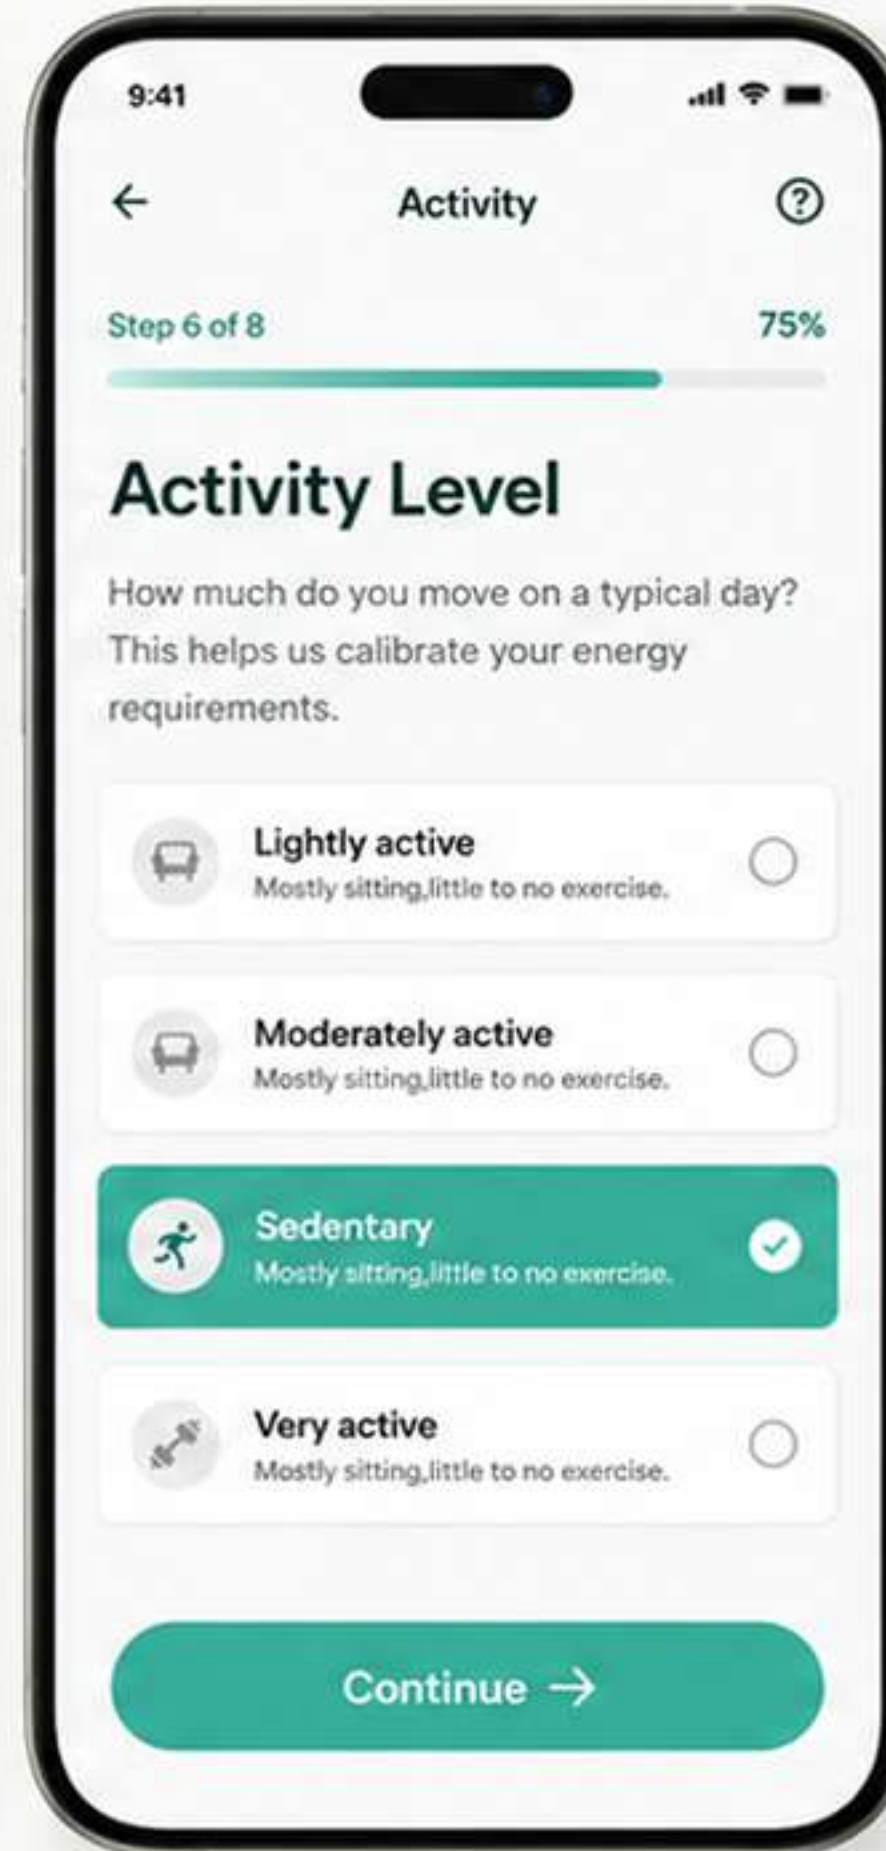 9:41
Activity
Step 6 of 8
75%
Activity Level
How much do you move on a typical day?
This helps us calibrate your energy
requirements.
Lightly active
Mostly sitting,little to no exercise.
Moderately active
Mostly sitting,little to no exercise.
Sedentary
Mostly sitting,little to no exercise.
Very active
Mostly sitting,little to no exercise.
Continue →